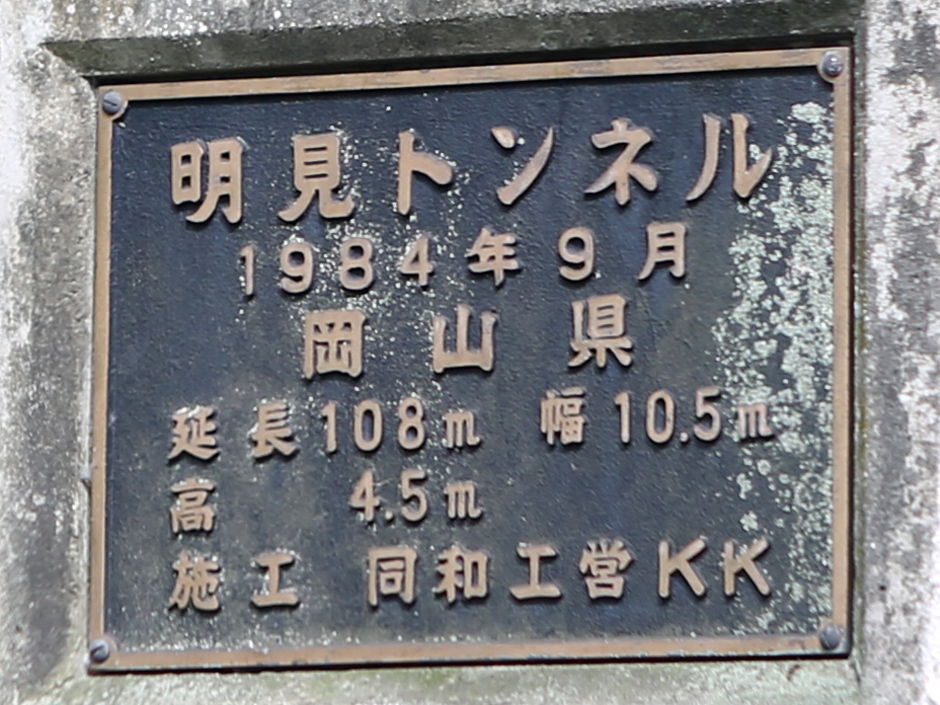 明見トンネル
1984年9月
岡山県
延長108m 幅10.5m
高 4.5m
施工 同和工営KK